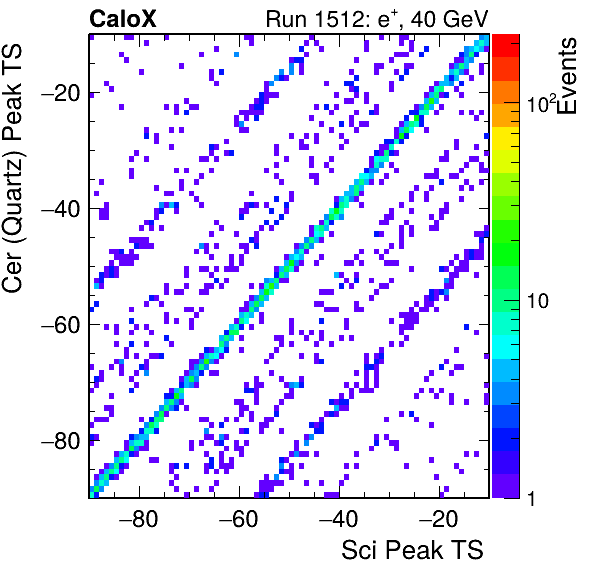 CaloX Run 1512: e⁺, 40 GeV
Cer (Quartz) Peak TS
−20
−40
−60
−80
−80 −60 −40 −20
Sci Peak TS
Events
10²
10
1